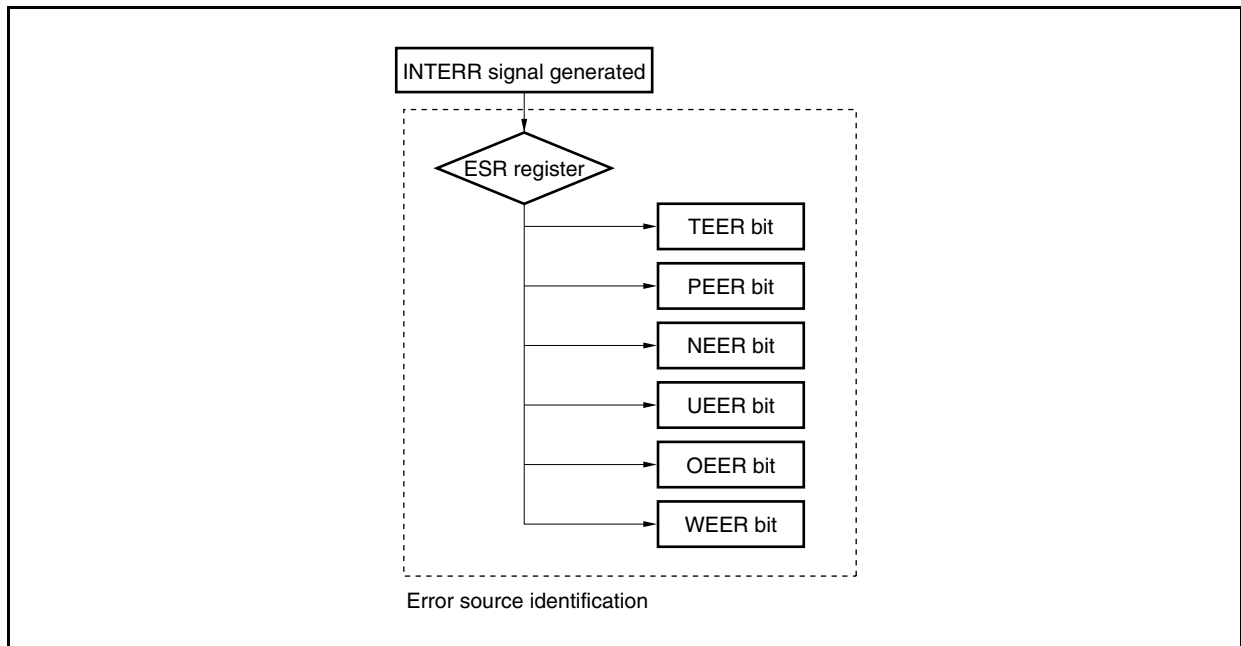 INTERR signal generated
ESR register
TEER bit
PEER bit
NEER bit
UEER bit
OEER bit
WEER bit
Error source identification